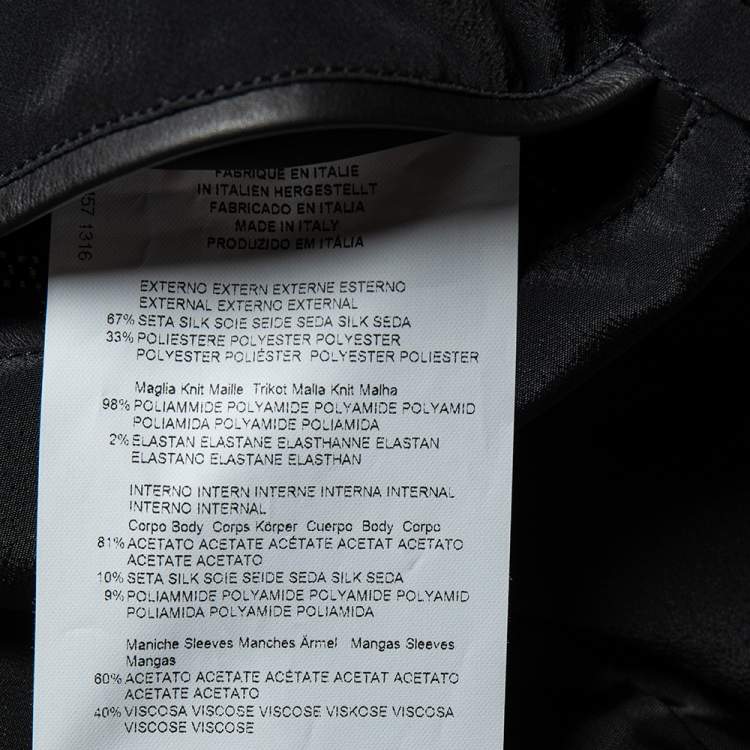 FABRIQUE EN ITALIE
IN ITALIEN HERGESTELLT
FABRICADO EN ITALIA
MADE IN ITALY
PRODUZIDO EM ITÁLIA
1316
EXTERNO EXTERN EXTERNE ESTERNO
EXTERNAL EXTERNO EXTERNAL
67% SETA SILK SOIE SEIDE SEDA SILK SEDA
33% POLIESTERE POLYESTER POLYESTER
POLYESTER POLIÉSTER POLYESTER POLIESTER
Maglia Knit Maille Trikot Malla Knit Malha
98% POLIAMMIDE POLYAMIDE POLYAMIDE POLYAMID
POLIAMIDA POLYAMIDE POLIAMIDA
2% ELASTAN ELASTANE ELASTHANNE ELASTAN
ELASTANO ELASTANE ELASTHAN
INTERNO INTERN INTERNE INTERNA INTERNAL
INTERNO INTERNAL
Corpo Body Corps Körper Cuerpo Body Corpo
81% ACETATO ACETATE ACÉTATE ACETAT ACETATO
ACETATE ACETATO
10% SETA SILK SOIE SEIDE SEDA SILK SEDA
9% POLIAMMIDE POLYAMIDE POLYAMIDE POLYAMID
POLIAMIDA POLYAMIDE POLIAMIDA
Maniche Sleeves Manches Ärmel Mangas Sleeves
Mangas
60% ACETATO ACETATE ACÉTATE ACETAT ACETATO
ACETATE ACETATO
40% VISCOSA VISCOSE VISCOSE VISKOSE VISCOSA
VISCOSE VISCOSE